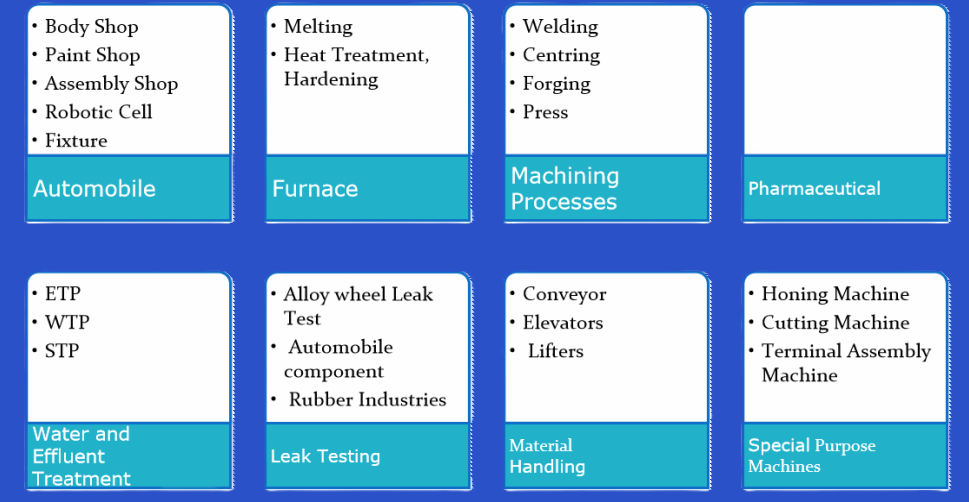 • Body Shop
• Paint Shop
• Assembly Shop
• Robotic Cell
• Fixture
Automobile
• Melting
• Heat Treatment,
Hardening
Furnace
• Welding
• Centring
• Forging
• Press
Machining
Processes
Pharmaceutical
• ETP
• WTP
• STP
Water and
Effluent
Treatment
• Alloy wheel Leak
Test
• Automobile
component
• Rubber Industries
Leak Testing
• Conveyor
• Elevators
• Lifters
Material
Handling
• Honing Machine
• Cutting Machine
• Terminal Assembly
Machine
Special Purpose
Machines